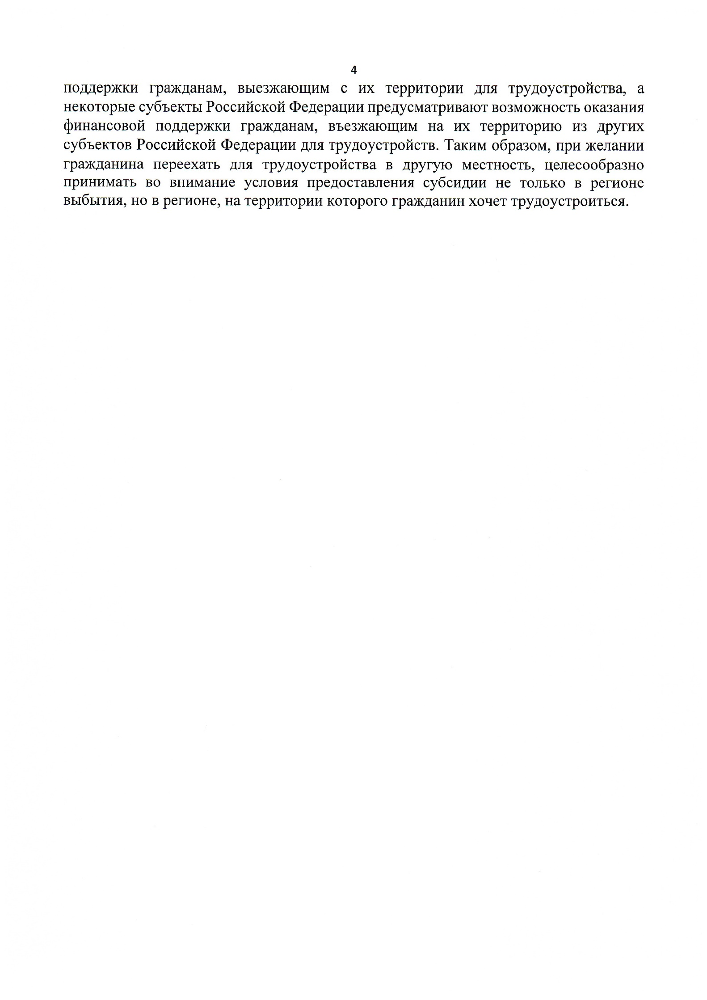 4
поддержки гражданам, выезжающим с их территории для трудоустройства, а
некоторые субъекты Российской Федерации предусматривают возможность оказания
финансовой поддержки гражданам, въезжающим на их территорию из других
субъектов Российской Федерации для трудоустройств. Таким образом, при желании
гражданина переехать для трудоустройства в другую местность, целесообразно
принимать во внимание условия предоставления субсидии не только в регионе
выбытия, но в регионе, на территории которого гражданин хочет трудоустроиться.